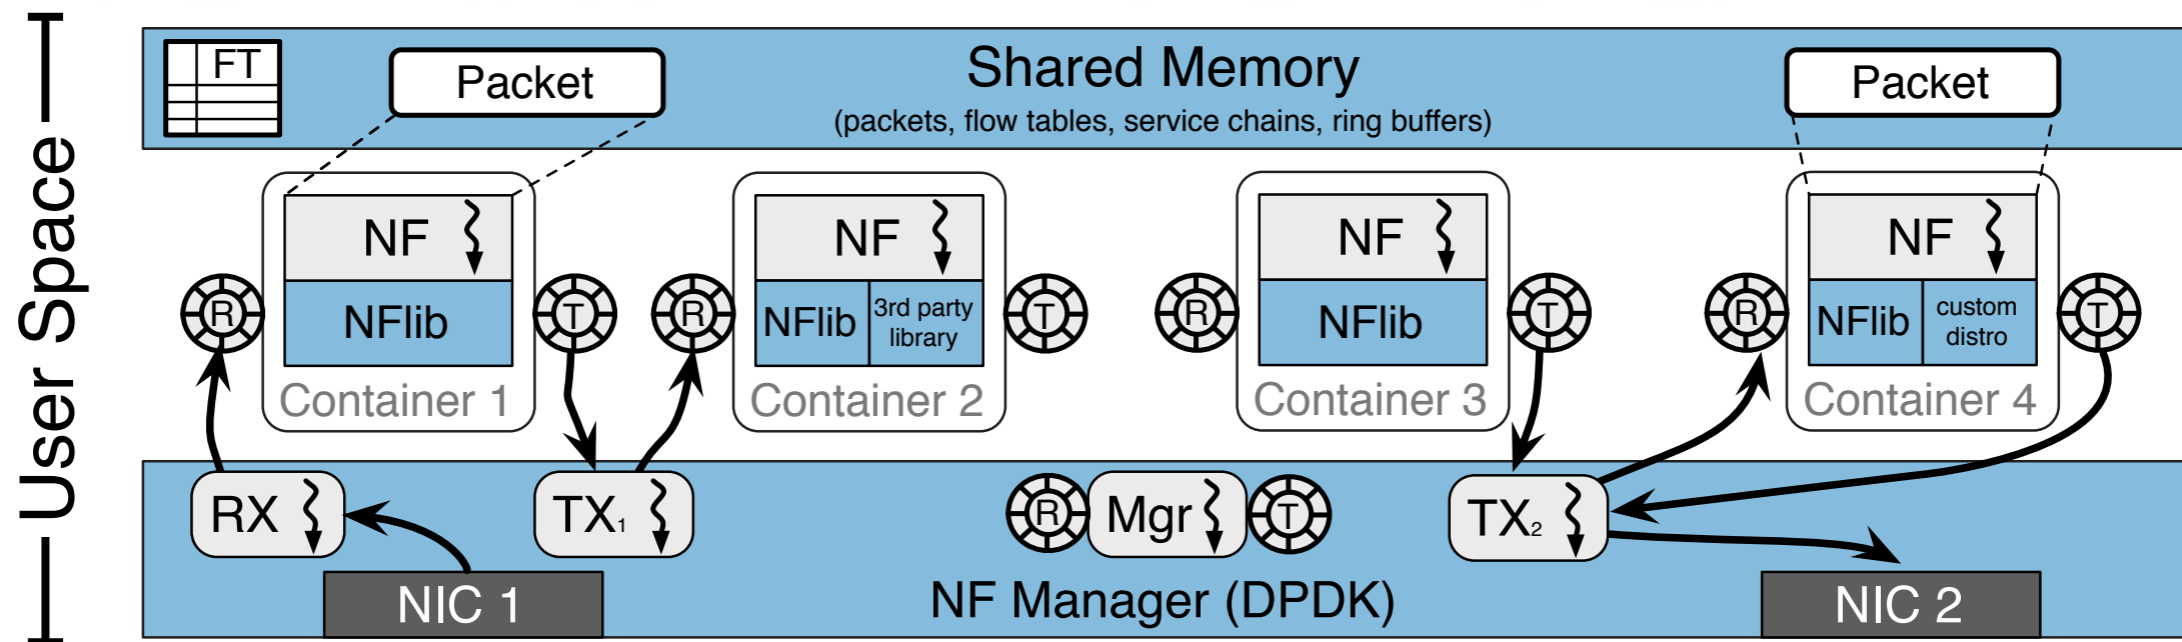 User Space
FT
Packet
Shared Memory
(packets, flow tables, service chains, ring buffers)
Packet
NF
NF
NF
NF
R
NFlib
T
R
NFlib
3rd party
library
T
R
NFlib
T
R
NFlib
custom
distro
T
Container 1
Container 2
Container 3
Container 4
RX
TX1
R
Mgr
T
TX2
NIC 1
NF Manager (DPDK)
NIC 2